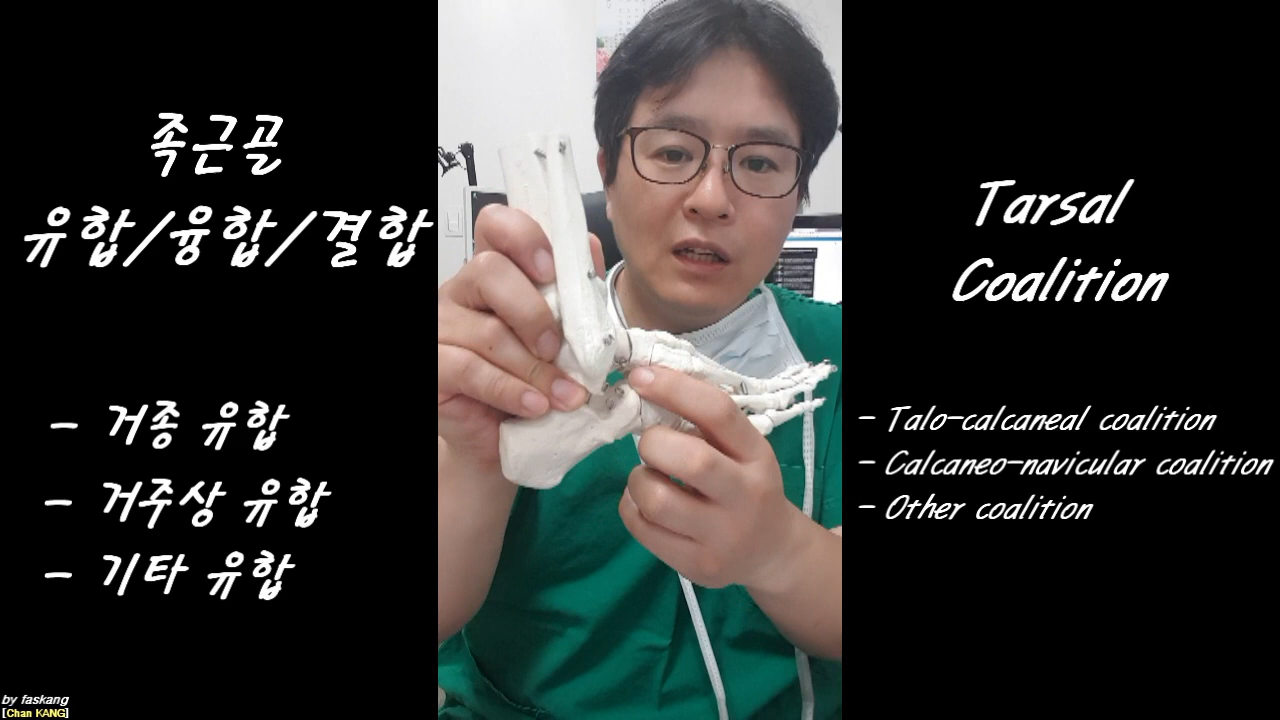 족근골
유합/융합/결합
- 거종 유합
- 거주상 유합
- 기타 유합
Tarsal
Coalition
- Talo-calcaneal coalition
- Calcaneo-navicular coalition
- Other coalition
by faskang
[Chan KANG]